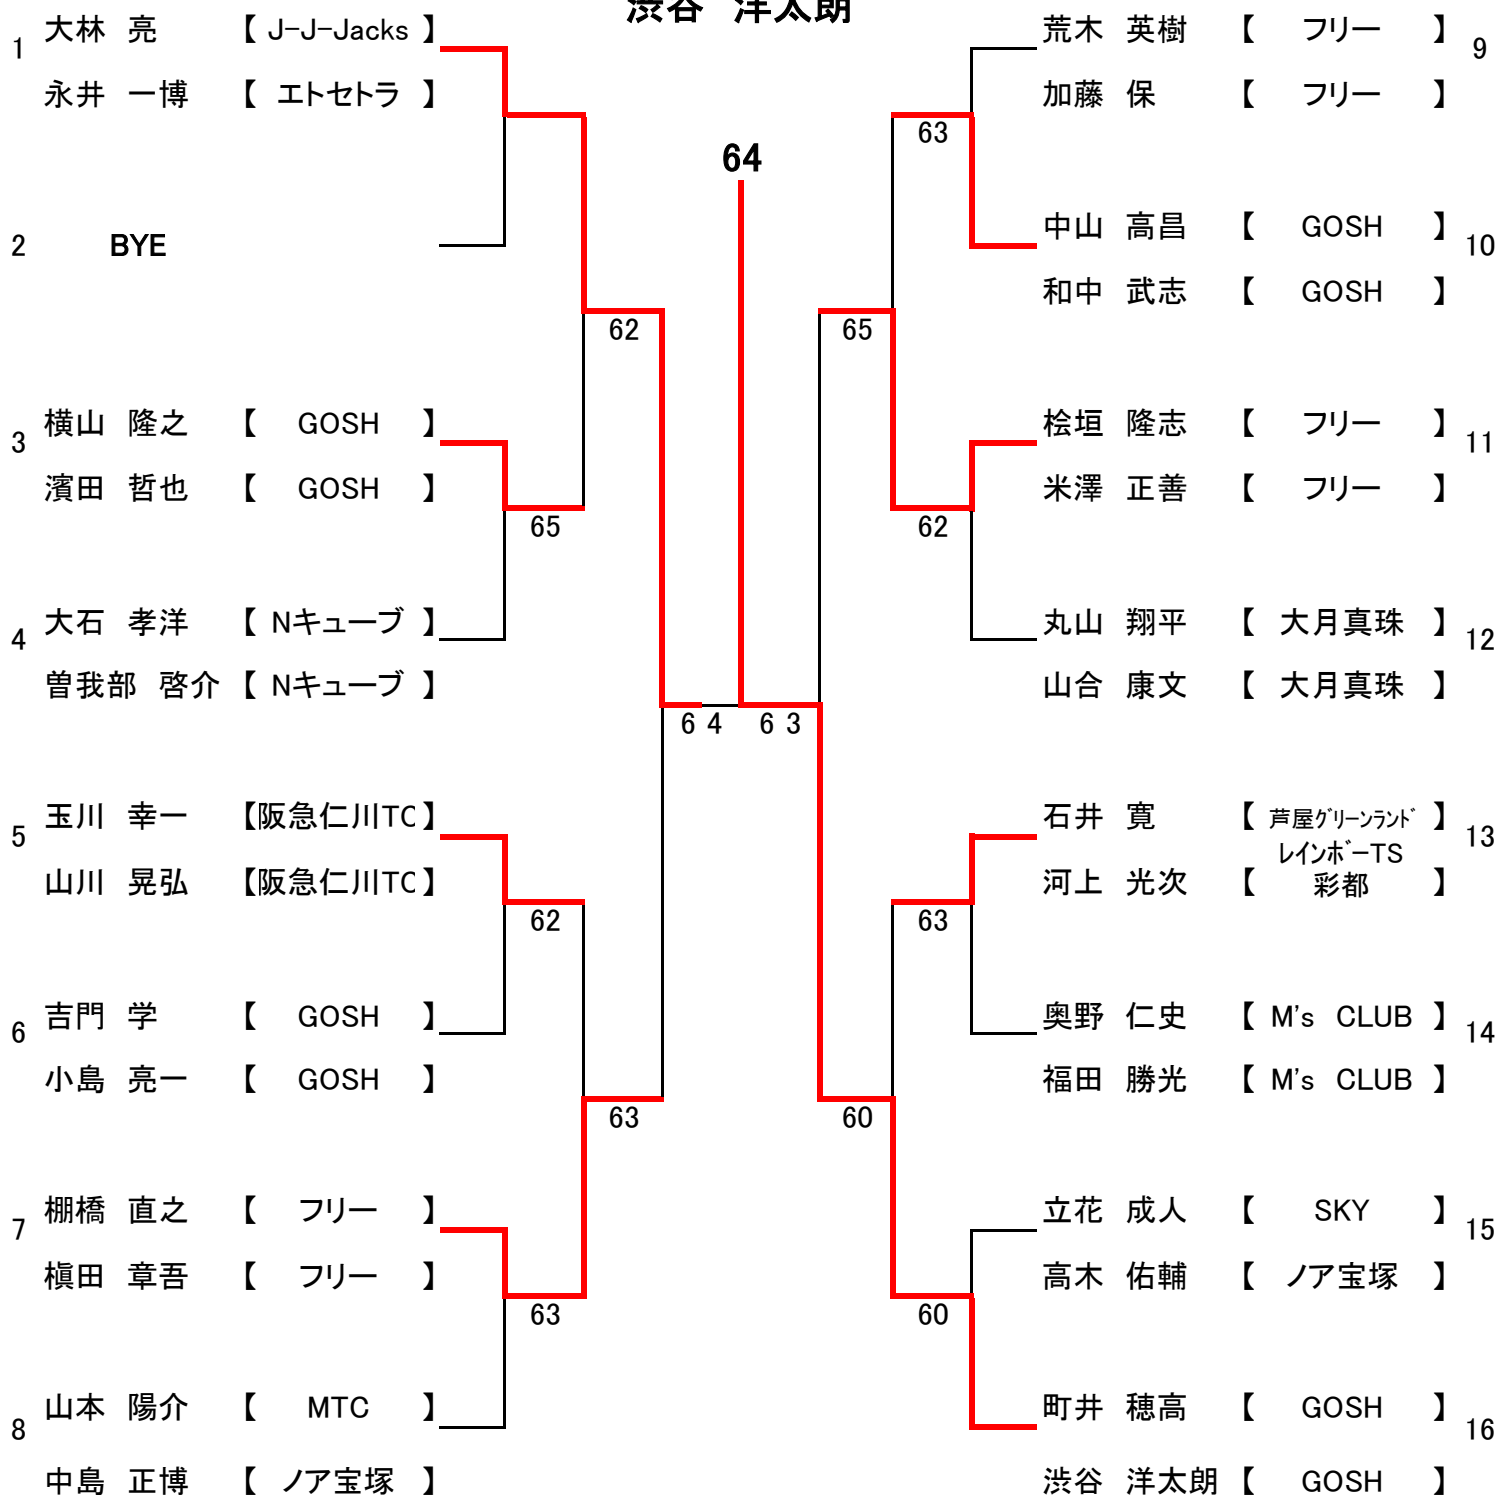 渋谷 洋太朗
1 大林 亮 【 J-J-Jacks 】
永井 一博 【 エトセトラ 】
2 BYE
3 横山 隆之 【 GOSH 】
濱田 哲也 【 GOSH 】
4 大石 孝洋 【 Nキューブ 】
曽我部 啓介 【 Nキューブ 】
5 玉川 幸一 【阪急仁川TC】
山川 晃弘 【阪急仁川TC】
6 吉門 学 【 GOSH 】
小島 亮一 【 GOSH 】
7 棚橋 直之 【 フリー 】
槇田 章吾 【 フリー 】
8 山本 陽介 【 MTC 】
中島 正博 【 ノア宝塚 】
65
62
63
62
63
6 4
64
6 3
63
62
63
60
65
60
荒木 英樹 【 フリー 】 9
加藤 保 【 フリー 】
中山 高昌 【 GOSH 】 10
和中 武志 【 GOSH 】
桧垣 隆志 【 フリー 】 11
米澤 正善 【 フリー 】
丸山 翔平 【 大月真珠 】 12
山合 康文 【 大月真珠 】
石井 寛 【 芦屋グリーンランド 】 13
河上 光次 【 レインボーTS
彩都 】
奥野 仁史 【 M's CLUB 】 14
福田 勝光 【 M's CLUB 】
立花 成人 【 SKY 】 15
高木 佑輔 【 ノア宝塚 】
町井 穂高 【 GOSH 】 16
渋谷 洋太朗 【 GOSH 】